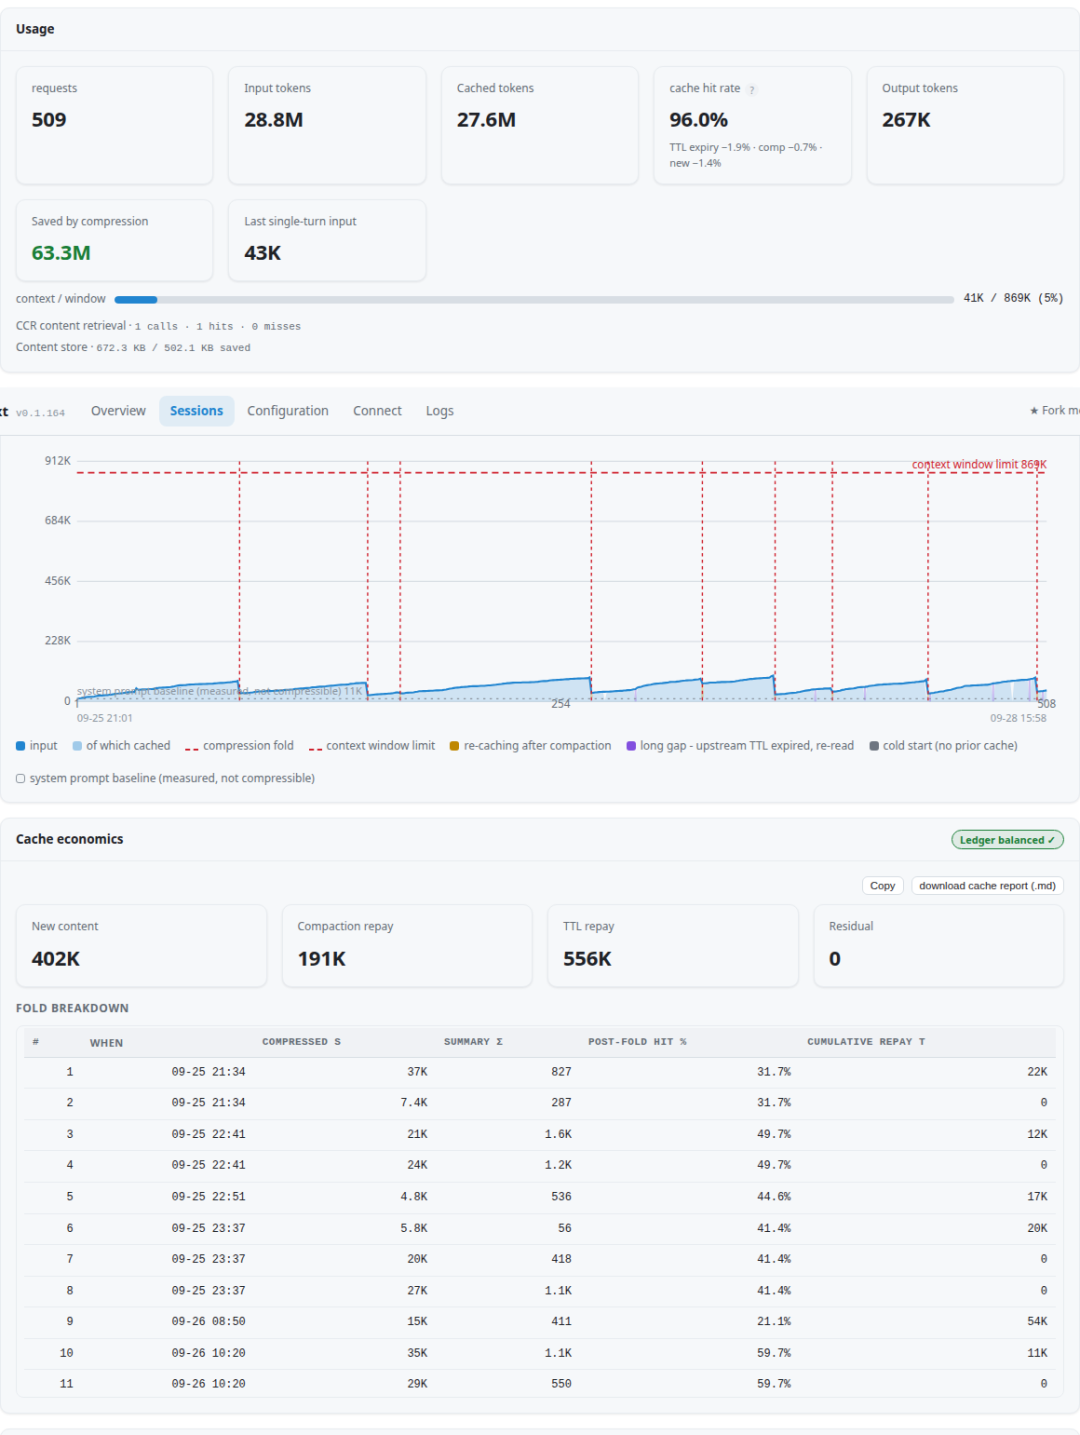 Usage
requests
509
Input tokens
28.8M
Cached tokens
27.6M
cache hit rate ?
96.0%
TTL expiry −1.9% · comp −0.7% ·
new −1.4%
Output tokens
267K
Saved by compression
63.3M
Last single-turn input
43K
context / window 41K / 869K (5%)
CCR content retrieval · 1 calls · 1 hits · 0 misses
Content store · 672.3 KB / 502.1 KB saved
xt v0.1.164 Overview Sessions Configuration Connect Logs ★ Fork me
912K
context window limit 869K
684K
456K
228K
system prompt baseline (measured, not compressible) 11K
0
254
508
09-25 21:01
09-28 15:58
input of which cached compression fold context window limit re-caching after compaction long gap - upstream TTL expired, re-read cold start (no prior cache)
system prompt baseline (measured, not compressible)
Cache economics Ledger balanced ✓
Copy download cache report (.md)
New content
402K
Compaction repay
191K
TTL repay
556K
Residual
0
FOLD BREAKDOWN
# WHEN COMPRESSED S SUMMARY Σ POST-FOLD HIT % CUMULATIVE REPAY T
1 09-25 21:34 37K 827 31.7% 22K
2 09-25 21:34 7.4K 287 31.7% 0
3 09-25 22:41 21K 1.6K 49.7% 12K
4 09-25 22:41 24K 1.2K 49.7% 0
5 09-25 22:51 4.8K 536 44.6% 17K
6 09-25 23:37 5.8K 56 41.4% 20K
7 09-25 23:37 20K 418 41.4% 0
8 09-25 23:37 27K 1.1K 41.4% 0
9 09-26 08:50 15K 411 21.1% 54K
10 09-26 10:20 35K 1.1K 59.7% 11K
11 09-26 10:20 29K 550 59.7% 0